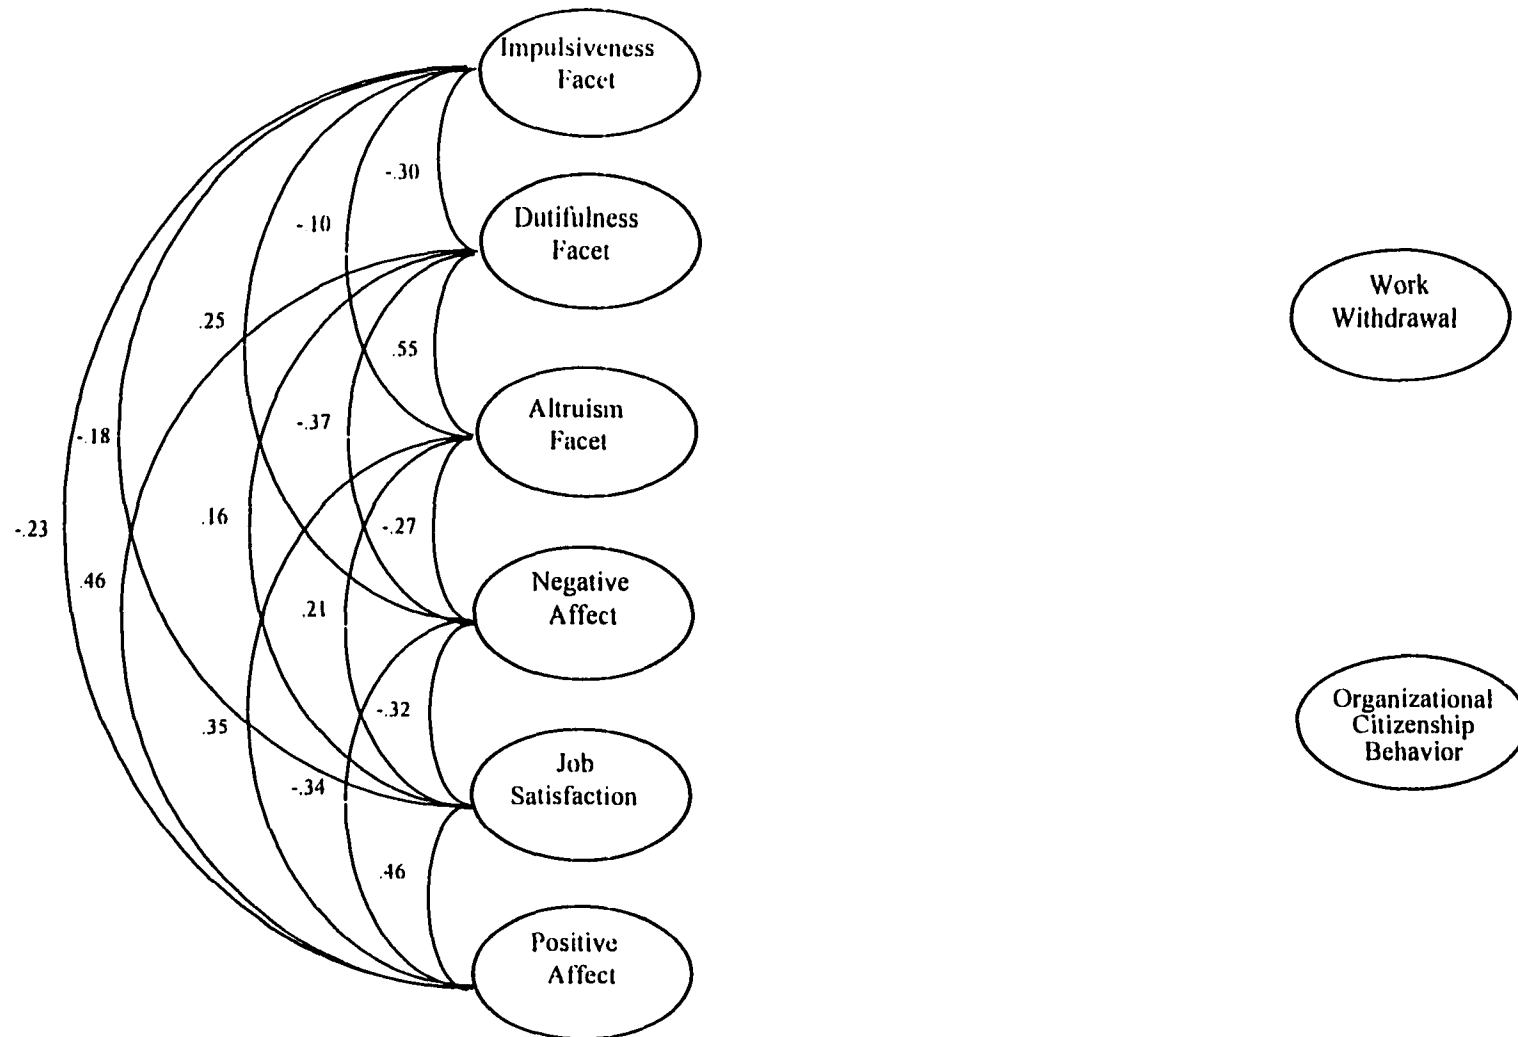 Impulsiveness
Facet
-.30
-.10
Dutifulness
Facet
.25
.55
Work
Withdrawal
-.18
-.37
Altruism
Facet
-.23
.16
-.27
.46
.21
Negative
Affect
.35
-.32
-.34
Job
Satisfaction
Organizational
Citizenship
Behavior
.46
Positive
Affect